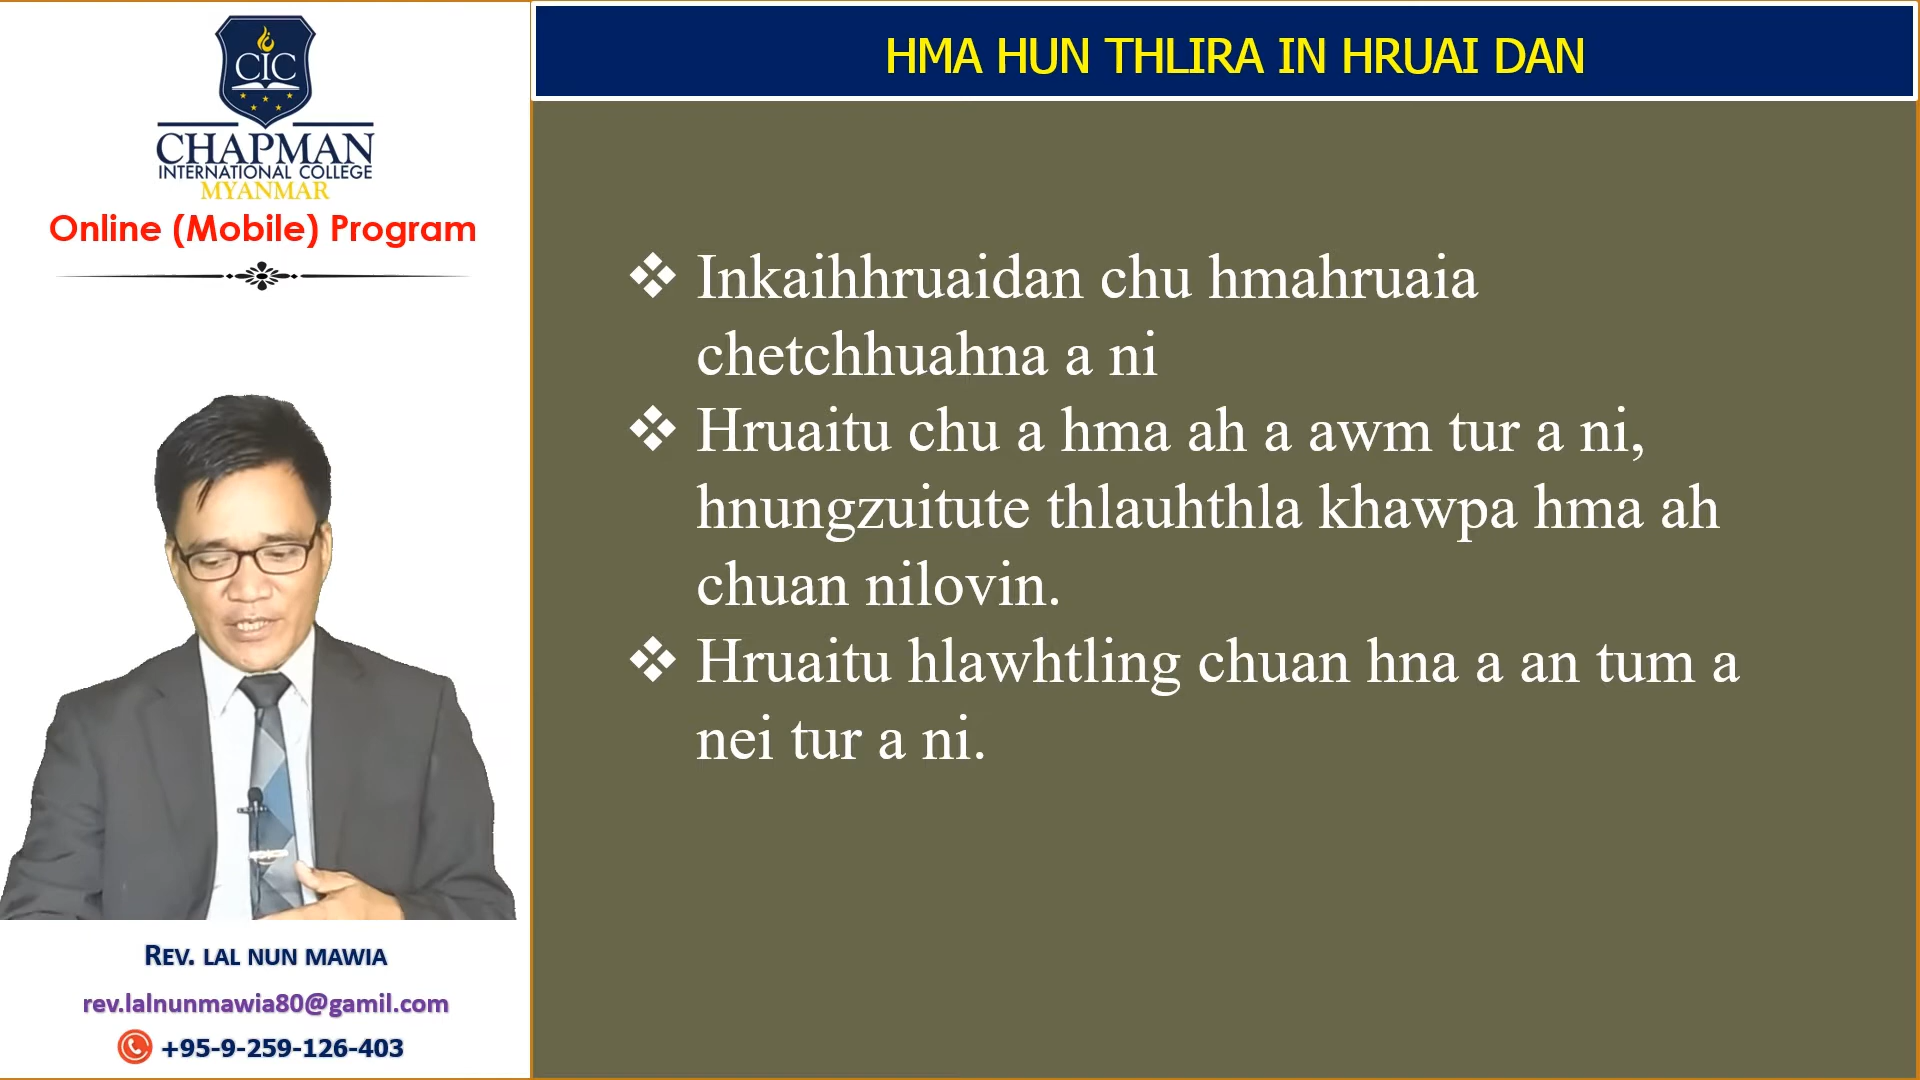 CIC
CHAPMAN
INTERNATIONAL COLLEGE
MYANMAR
Online (Mobile) Program
REV. LAL NUN MAWIA
rev.lalnunmawia80@gamil.com
+95-9-259-126-403
HMA HUN THLIRA IN HRUAI DAN
Inkaihhruaidan chu hmahruaia
chetchhuahna a ni
Hruaitu chu a hma ah a awm tur a ni,
hnungzuitute thlauhthla khawpa hma ah
chuan nilovin.
Hruaitu hlawhtling chuan hna a an tum a
nei tur a ni.